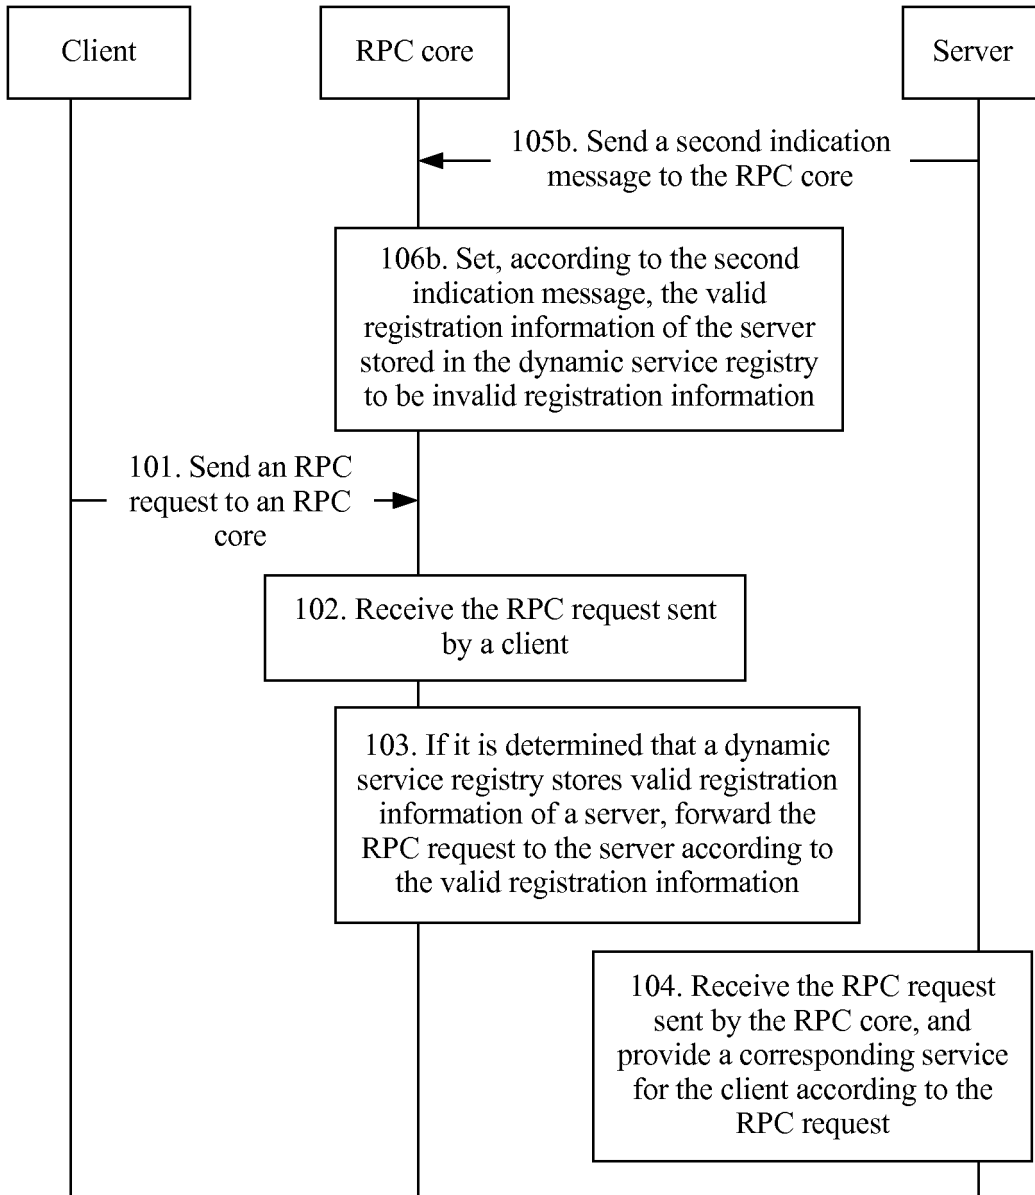 Client
RPC core
Server
105b. Send a second indication
message to the RPC core
106b. Set, according to the second
indication message, the valid
registration information of the server
stored in the dynamic service registry
to be invalid registration information
101. Send an RPC
request to an RPC
core
102. Receive the RPC request sent
by a client
103. If it is determined that a dynamic
service registry stores valid registration
information of a server, forward the
RPC request to the server according to
the valid registration information
104. Receive the RPC request
sent by the RPC core, and
provide a corresponding service
for the client according to the
RPC request